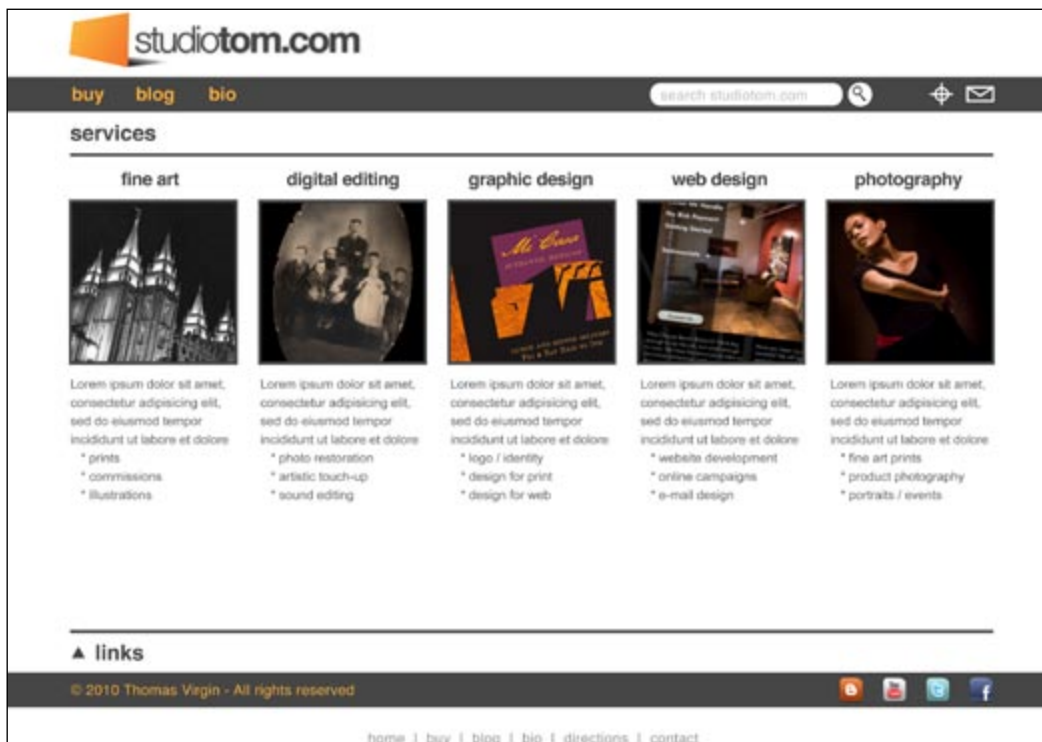 studiotom.com
buy blog bio
search studiotom.com
services
fine art
digital editing
graphic design
web design
photography
Mi Casa
Lorem ipsum dolor sit amet,
consectetur adipisicing elit,
sed do eiusmod tempor
incididunt ut labore et dolore
* prints
* commissions
* illustrations
Lorem ipsum dolor sit amet,
consectetur adipisicing elit,
sed do eiusmod tempor
incididunt ut labore et dolore
* photo restoration
* artistic touch-up
* sound editing
Lorem ipsum dolor sit amet,
consectetur adipisicing elit,
sed do eiusmod tempor
incididunt ut labore et dolore
* logo / identity
* design for print
* design for web
Lorem ipsum dolor sit amet,
consectetur adipisicing elit,
sed do eiusmod tempor
incididunt ut labore et dolore
* website development
* online campaigns
* e-mail design
Lorem ipsum dolor sit amet,
consectetur adipisicing elit,
sed do eiusmod tempor
incididunt ut labore et dolore
* fine art prints
* product photography
* portraits / events
▲ links
© 2010 Thomas Virgin - All rights reserved
home | buy | blog | bio | directions | contact